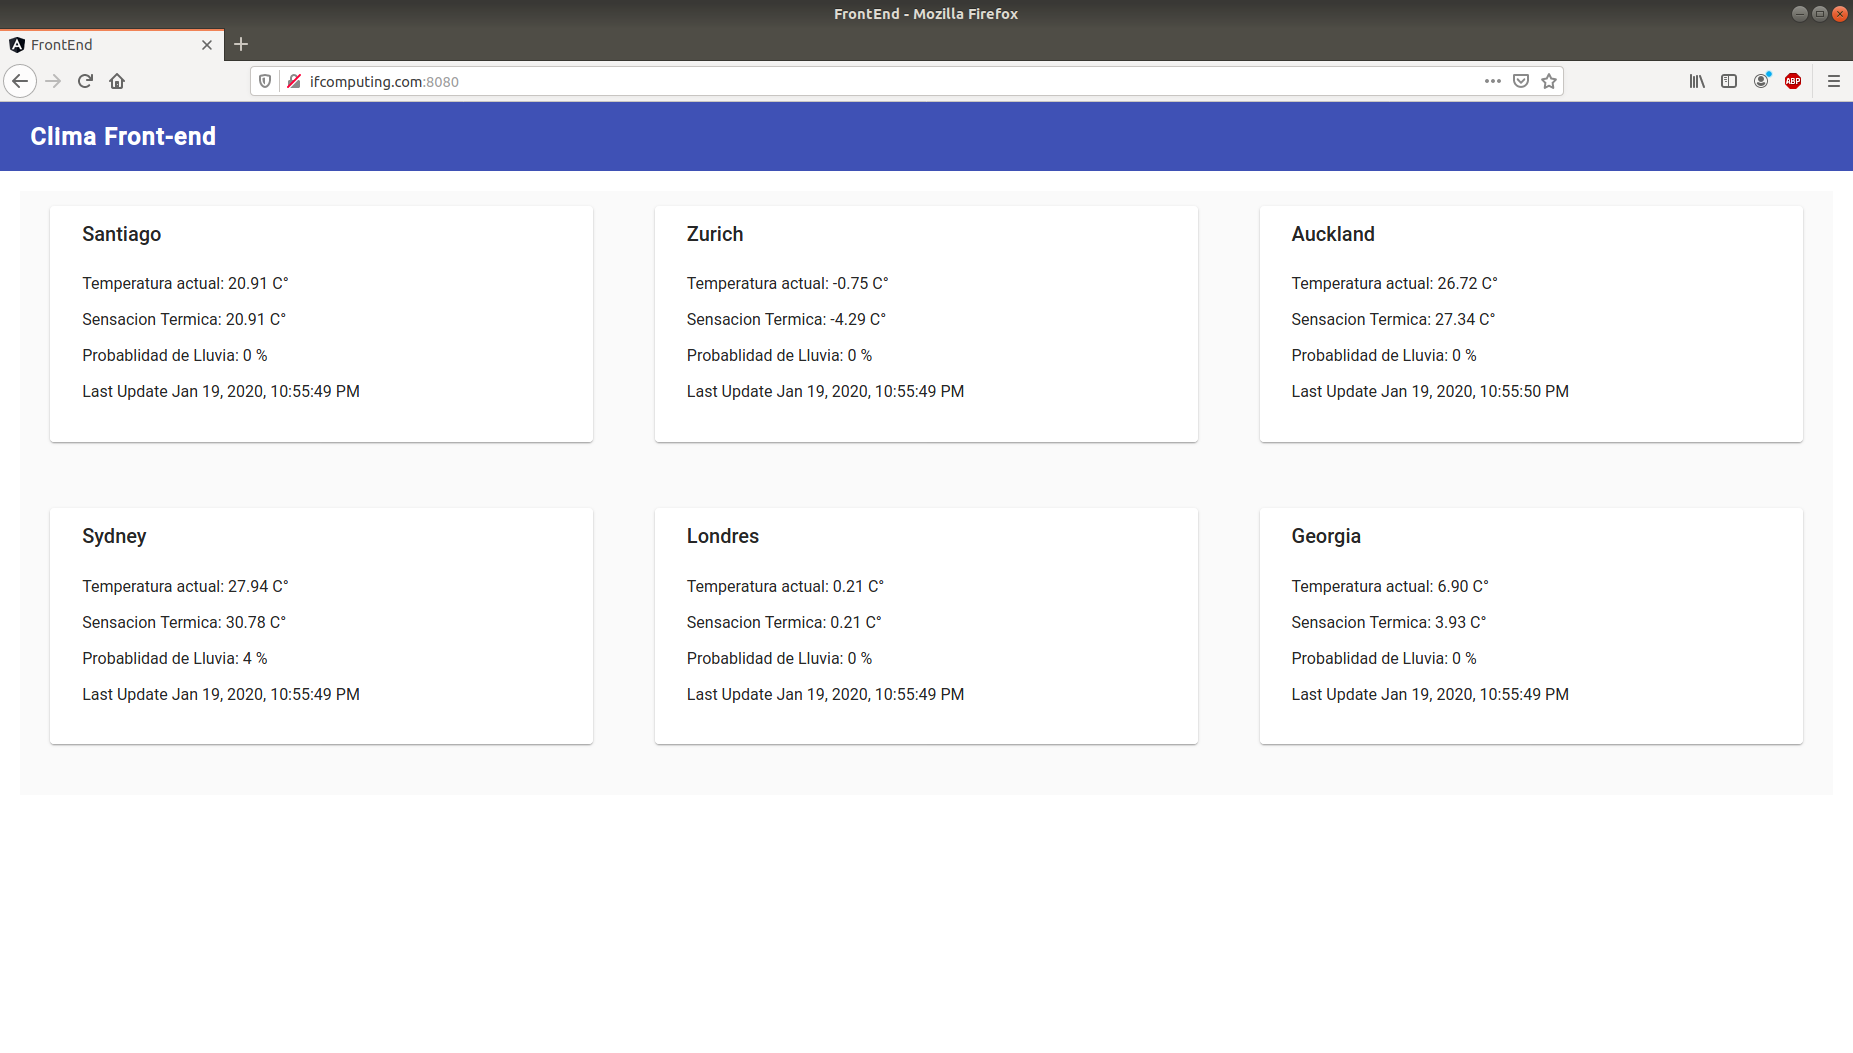 FrontEnd - Mozilla Firefox
FrontEnd
ifcomputing.com:8080
ABP
Clima Front-end
Santiago
Temperatura actual: 20.91 C°
Sensacion Termica: 20.91 C°
Probablidad de Lluvia: 0 %
Last Update Jan 19, 2020, 10:55:49 PM
Zurich
Temperatura actual: -0.75 C°
Sensacion Termica: -4.29 C°
Probablidad de Lluvia: 0 %
Last Update Jan 19, 2020, 10:55:49 PM
Auckland
Temperatura actual: 26.72 C°
Sensacion Termica: 27.34 C°
Probablidad de Lluvia: 0 %
Last Update Jan 19, 2020, 10:55:50 PM
Sydney
Temperatura actual: 27.94 C°
Sensacion Termica: 30.78 C°
Probablidad de Lluvia: 4 %
Last Update Jan 19, 2020, 10:55:49 PM
Londres
Temperatura actual: 0.21 C°
Sensacion Termica: 0.21 C°
Probablidad de Lluvia: 0 %
Last Update Jan 19, 2020, 10:55:49 PM
Georgia
Temperatura actual: 6.90 C°
Sensacion Termica: 3.93 C°
Probablidad de Lluvia: 0 %
Last Update Jan 19, 2020, 10:55:49 PM